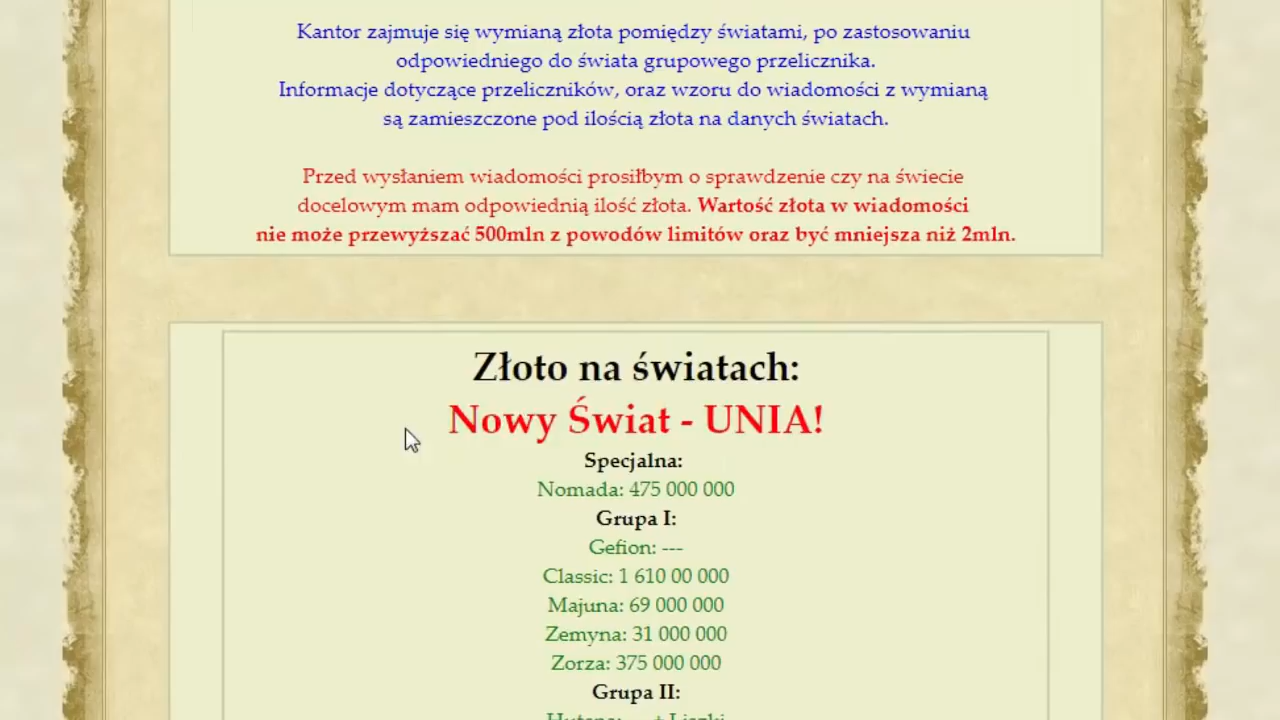 Kantor zajmuje się wymianą złota pomiędzy światami, po zastosowaniu
odpowiedniego do świata grupowego przelicznika.
Informacje dotyczące przeliczników, oraz wzoru do wiadomości z wymianą
są zamieszczone pod ilością złota na danych światach.
Przed wysłaniem wiadomości prosiłbym o sprawdzenie czy na świecie
docelowym mam odpowiednią ilość złota. Wartość złota w wiadomości
nie może przewyższać 500mln z powodów limitów oraz być mniejsza niż 2mln.
Złoto na światach:
Nowy Świat - UNIA!
Specjalna:
Nomada: 475 000 000
Grupa I:
Gefion: ---
Classic: 1 610 00 000
Majuna: 69 000 000
Zemyna: 31 000 000
Zorza: 375 000 000
Grupa II: